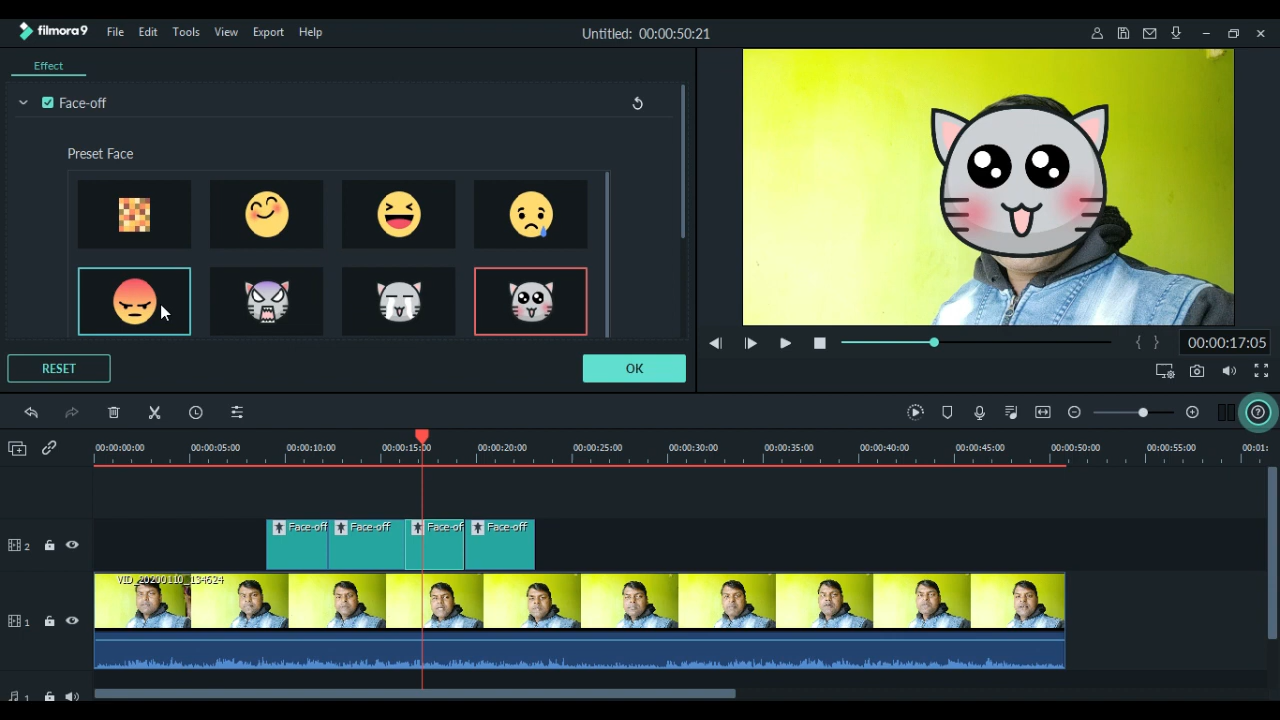 filmora9 File Edit Tools View Export Help Untitled: 00:00:50:21
Effect
Face-off
Preset Face
RESET OK
00:00:17:05
00:00:00:00 00:00:05:00 00:00:10:00 00:00:15:00 00:00:20:00 00:00:25:00 00:00:30:00 00:00:35:00 00:00:40:00 00:00:45:00 00:00:50:00 00:00:55:00 00:01:
2 Face-off Face-off Face-of Face-off
VID_20200110_134624
1
1